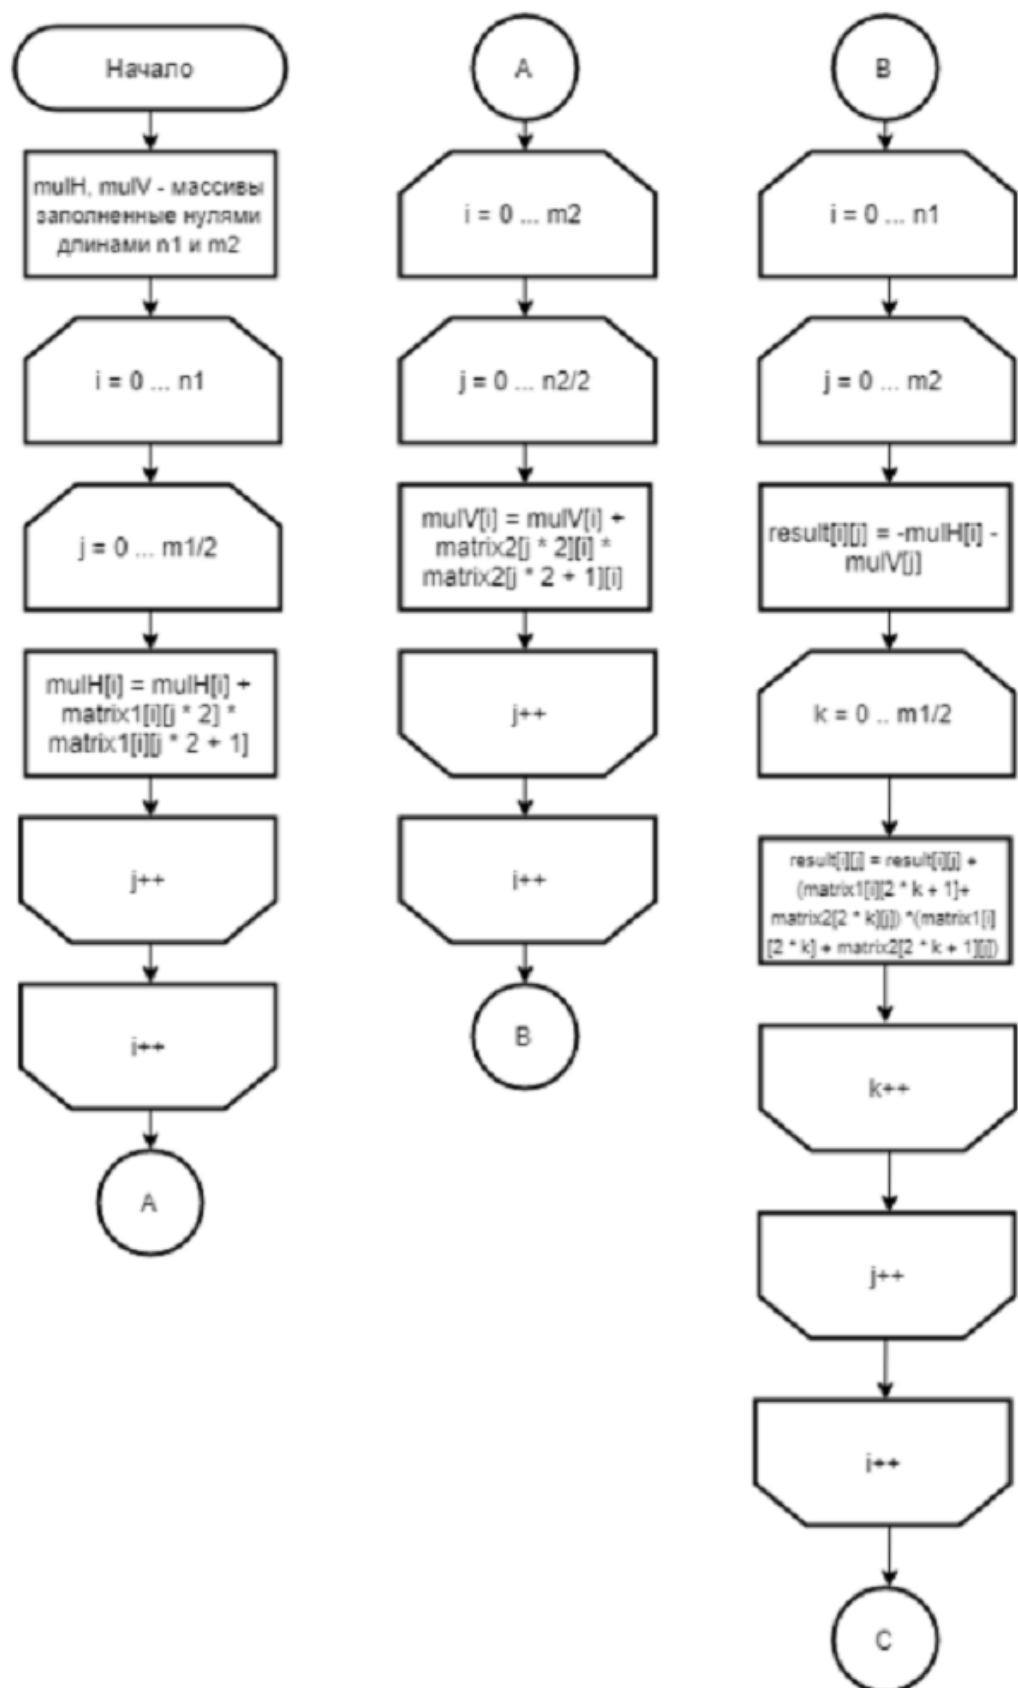 Начало
mulH, mulV - массивы
заполненные нулями
длинами n1 и m2
i = 0 ... n1
j = 0 ... m1/2
mulH[i] = mulH[i] +
matrix1[i][j * 2] *
matrix1[i][j * 2 + 1]
j++
i++
A
A
i = 0 ... m2
j = 0 ... n2/2
mulV[i] = mulV[i] +
matrix2[j * 2][i] *
matrix2[j * 2 + 1][i]
j++
i++
B
B
i = 0 ... n1
j = 0 ... m2
result[i][j] = -mulH[i] -
mulV[j]
k = 0 .. m1/2
result[i][j] = result[i][j] +
(matrix1[i][2 * k + 1]+
matrix2[2 * k][j]) *(matrix1[i]
[2 * k] + matrix2[2 * k + 1][j])
k++
j++
i++
C